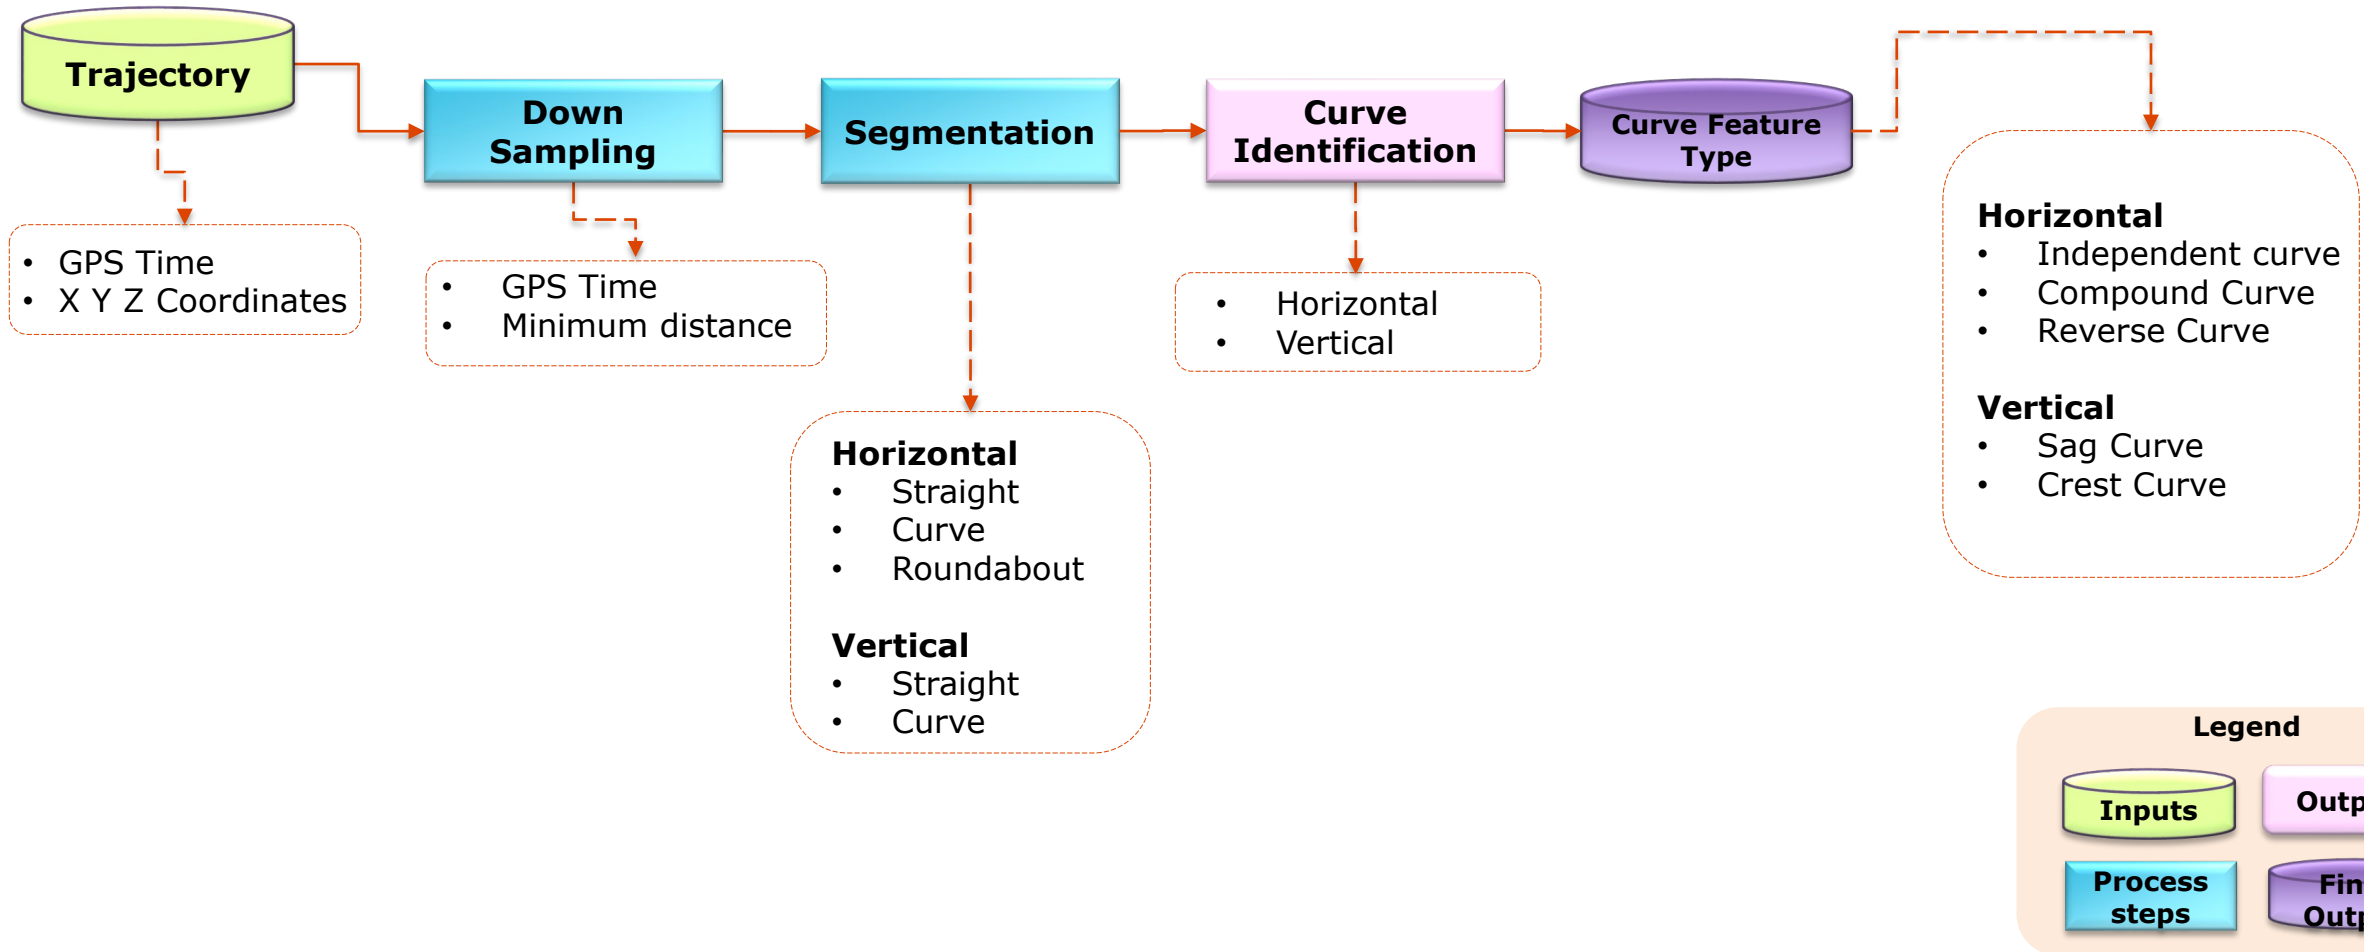 Trajectory
Down
Sampling
Segmentation
Curve
Identification
Curve Feature
Type
• GPS Time
• X Y Z Coordinates
• GPS Time
• Minimum distance
Horizontal
• Straight
• Curve
• Roundabout
Vertical
• Straight
• Curve
• Horizontal
• Vertical
Horizontal
• Independent curve
• Compound Curve
• Reverse Curve
Vertical
• Sag Curve
• Crest Curve
Legend
Inputs
Process
steps